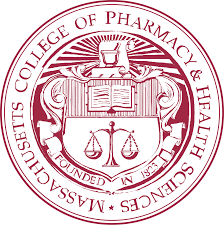 MASSACHUSETTS COLLEGE OF PHARMACY & HEALTH SCIENCES
FOUNDED IN 1823